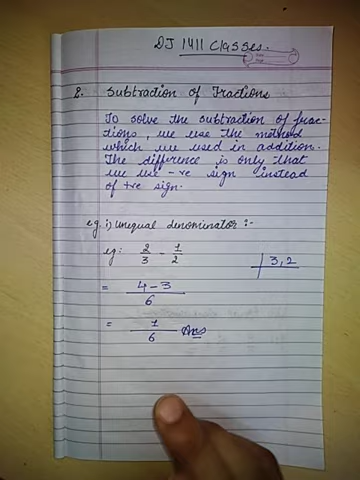 DJ 1411 Classes.
2. Subtraction of Fractions
To solve the subtraction of frac-
tions, we use the method
which we used in addition.
The difference is only that
we use -ve sign instead
of +ve sign.
eg. i) Unequal denominator :-
eg: 2/3 - 1/2
3, 2
= 4-3/6
= 1/6 Ans